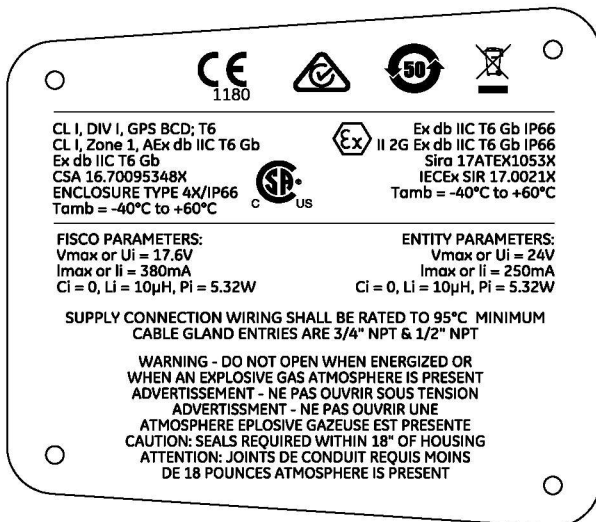 CE
1180
50
CL I, DIV I, GPS BCD; T6
CL I, Zone 1, AEx db IIC T6 Gb
Ex db IIC T6 Gb
CSA 16.70095348X
ENCLOSURE TYPE 4X/IP66
Tamb = -40°C to +60°C
C SA US
Ex
Ex db IIC T6 Gb IP66
II 2G Ex db IIC T6 Gb IP66
Sira 17ATEX1053X
IECEx SIR 17.0021X
Tamb = -40°C to +60°C
FISCO PARAMETERS:
Vmax or Ui = 17.6V
Imax or Ii = 380mA
Ci = 0, Li = 10µH, Pi = 5.32W
ENTITY PARAMETERS:
Vmax or Ui = 24V
Imax or Ii = 250mA
Ci = 0, Li = 10µH, Pi = 5.32W
SUPPLY CONNECTION WIRING SHALL BE RATED TO 95°C MINIMUM
CABLE GLAND ENTRIES ARE 3/4" NPT & 1/2" NPT
WARNING - DO NOT OPEN WHEN ENERGIZED OR
WHEN AN EXPLOSIVE GAS ATMOSPHERE IS PRESENT
ADVERTISSEMENT - NE PAS OUVRIR SOUS TENSION
ADVERTISSMENT - NE PAS OUVRIR UNE
ATMOSPHERE EPLOSIVE GAZEUSE EST PRESENTE
CAUTION: SEALS REQUIRED WITHIN 18" OF HOUSING
ATTENTION: JOINTS DE CONDUIT REQUIS MOINS
DE 18 POUNCES ATMOSPHERE IS PRESENT